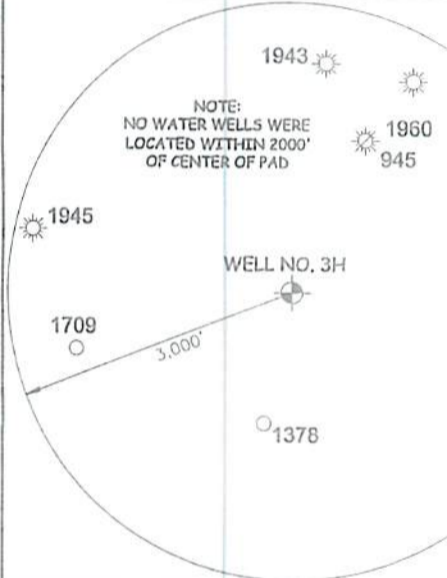 1943
NOTE:
NO WATER WELLS WERE
LOCATED WITHIN 2000'
OF CENTER OF PAD
1960
945
1945
WELL NO. 3H
1709
3,000'
1378